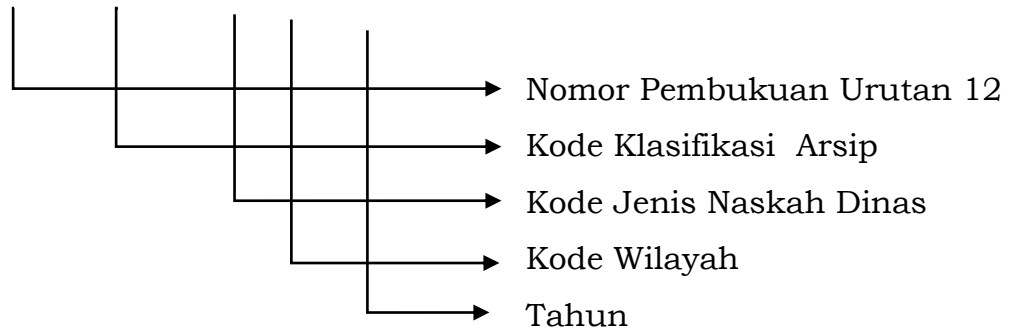 Nomor Pembukuan Urutan 12
Kode Klasifikasi Arsip
Kode Jenis Naskah Dinas
Kode Wilayah
Tahun